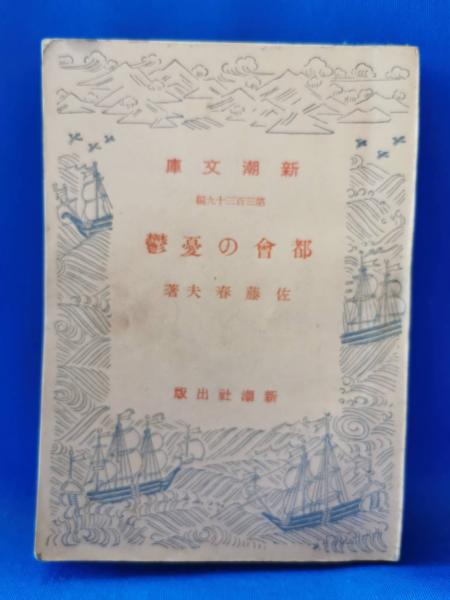 新潮文庫
第三百三十九編
都會の憂鬱
佐藤春夫著
新潮社出版